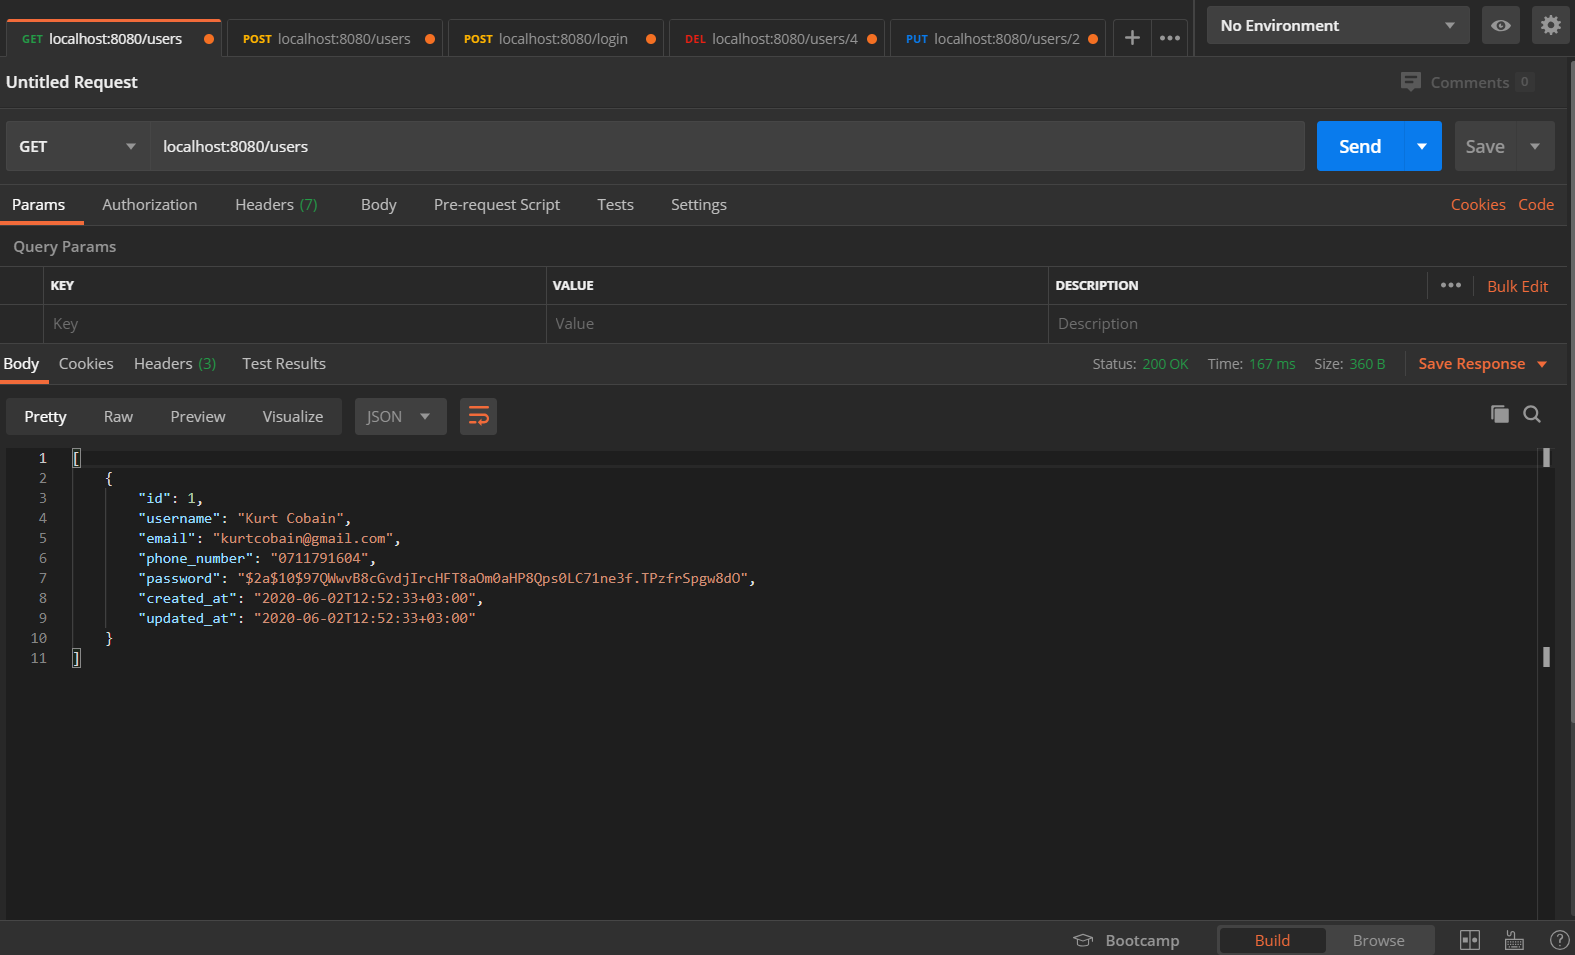 GET localhost:8080/users POST localhost:8080/users POST localhost:8080/login DEL localhost:8080/users/4 PUT localhost:8080/users/2 + ••• No Environment
Untitled Request Comments 0
GET localhost:8080/users Send Save
Params Authorization Headers (7) Body Pre-request Script Tests Settings Cookies Code
Query Params
KEY VALUE DESCRIPTION ••• Bulk Edit
Key Value Description
Body Cookies Headers (3) Test Results Status: 200 OK Time: 167 ms Size: 360 B Save Response
Pretty Raw Preview Visualize JSON
1 [
2 {
3 "id": 1,
4 "username": "Kurt Cobain",
5 "email": "kurtcobain@gmail.com",
6 "phone_number": "0711791604",
7 "password": "$2a$10$97QWwvB8cGvdjIrcHFT8aOm0aHP8Qps0LC71ne3f.TPzfrSpgw8dO",
8 "created_at": "2020-06-02T12:52:33+03:00",
9 "updated_at": "2020-06-02T12:52:33+03:00"
10 }
11 ]
Bootcamp Build Browse ?